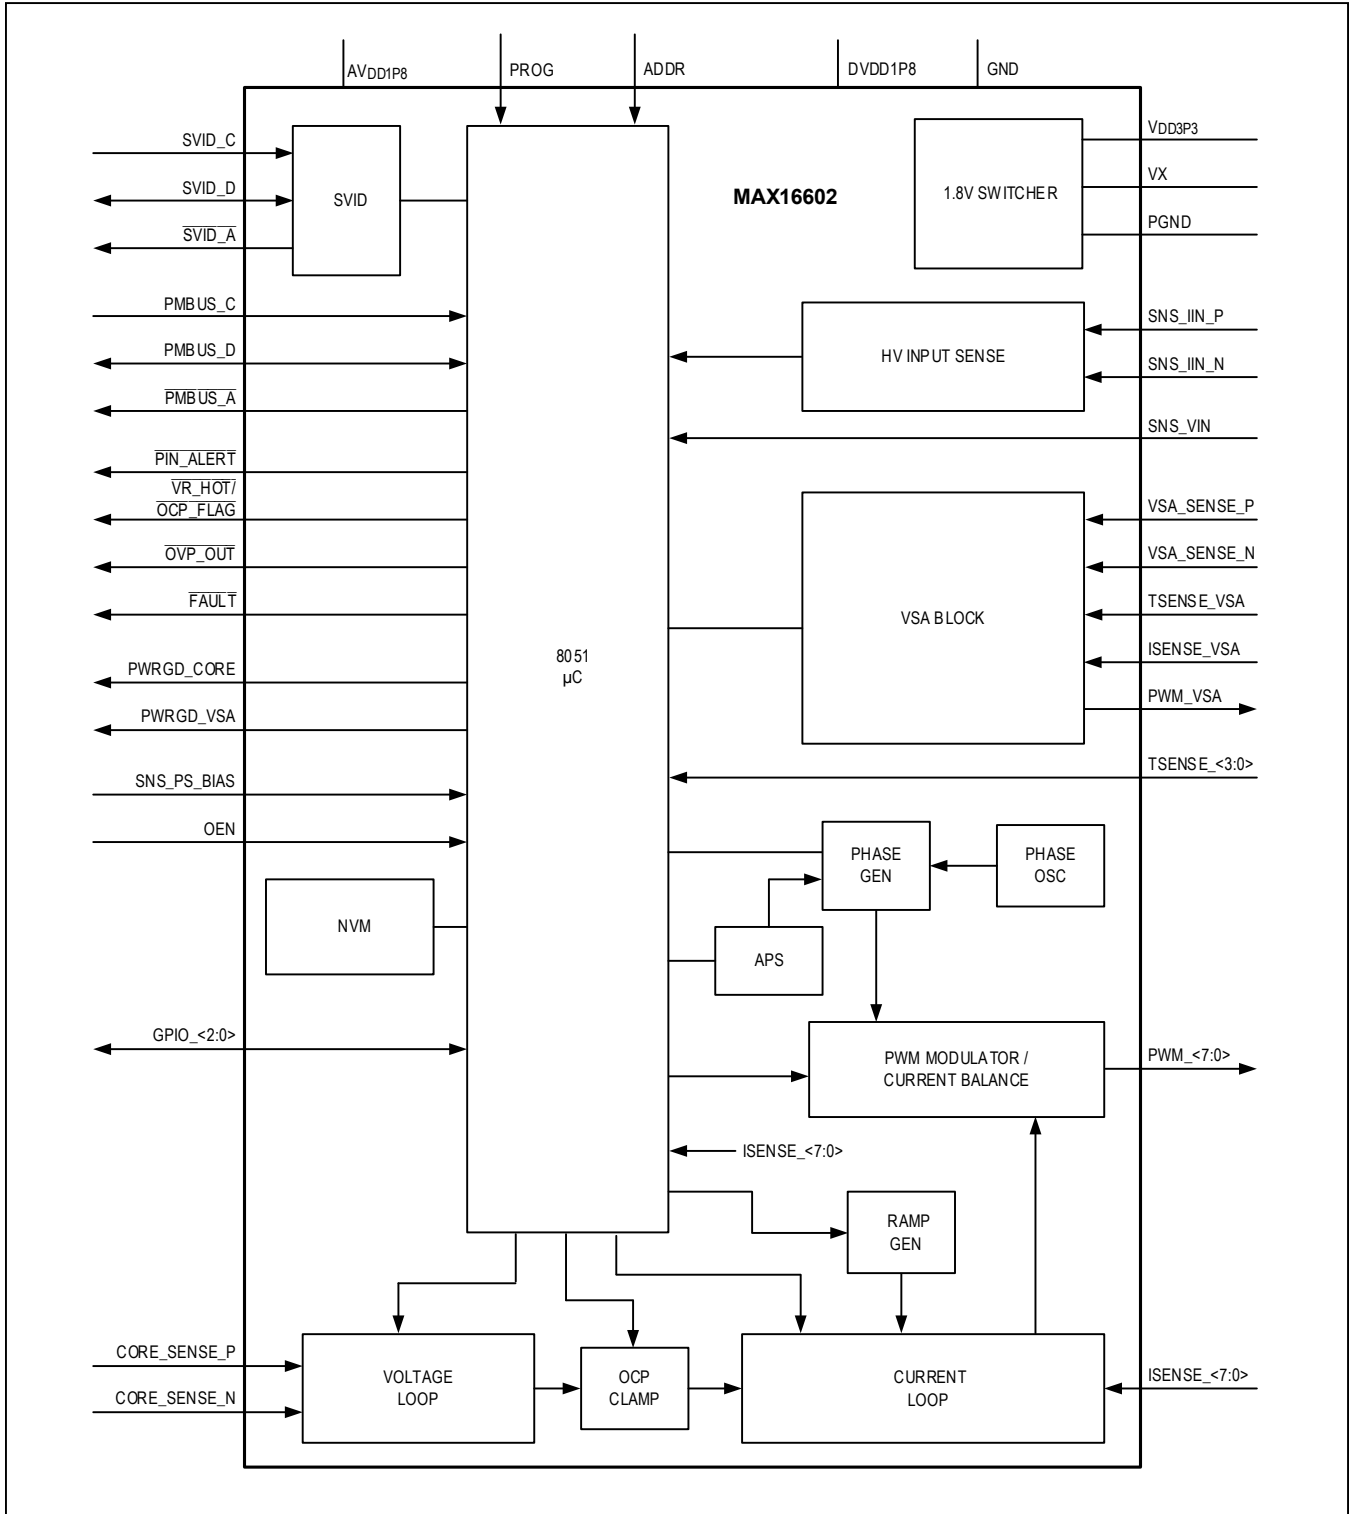 AVDD1P8
PROG
ADDR
DVDD1P8
GND
SVID_C
SVID_D
SVID_A
SVID
MAX16602
1.8V SWITCHER
VDD3P3
VX
PGND
PMBUS_C
PMBUS_D
PMBUS_A
HV INPUT SENSE
SNS_IIN_P
SNS_IIN_N
SNS_VIN
PIN_ALERT
VR_HOT/
OCP_FLAG
OVP_OUT
FAULT
VSA BLOCK
VSA_SENSE_P
VSA_SENSE_N
TSENSE_VSA
ISENSE_VSA
PWM_VSA
8051
µC
PWRGD_CORE
PWRGD_VSA
SNS_PS_BIAS
OEN
TSENSE_<3:0>
PHASE
GEN
PHASE
OSC
NVM
APS
GPIO_<2:0>
PWM MODULATOR /
CURRENT BALANCE
PWM_<7:0>
ISENSE_<7:0>
RAMP
GEN
CORE_SENSE_P
CORE_SENSE_N
VOLTAGE
LOOP
OCP
CLAMP
CURRENT
LOOP
ISENSE_<7:0>